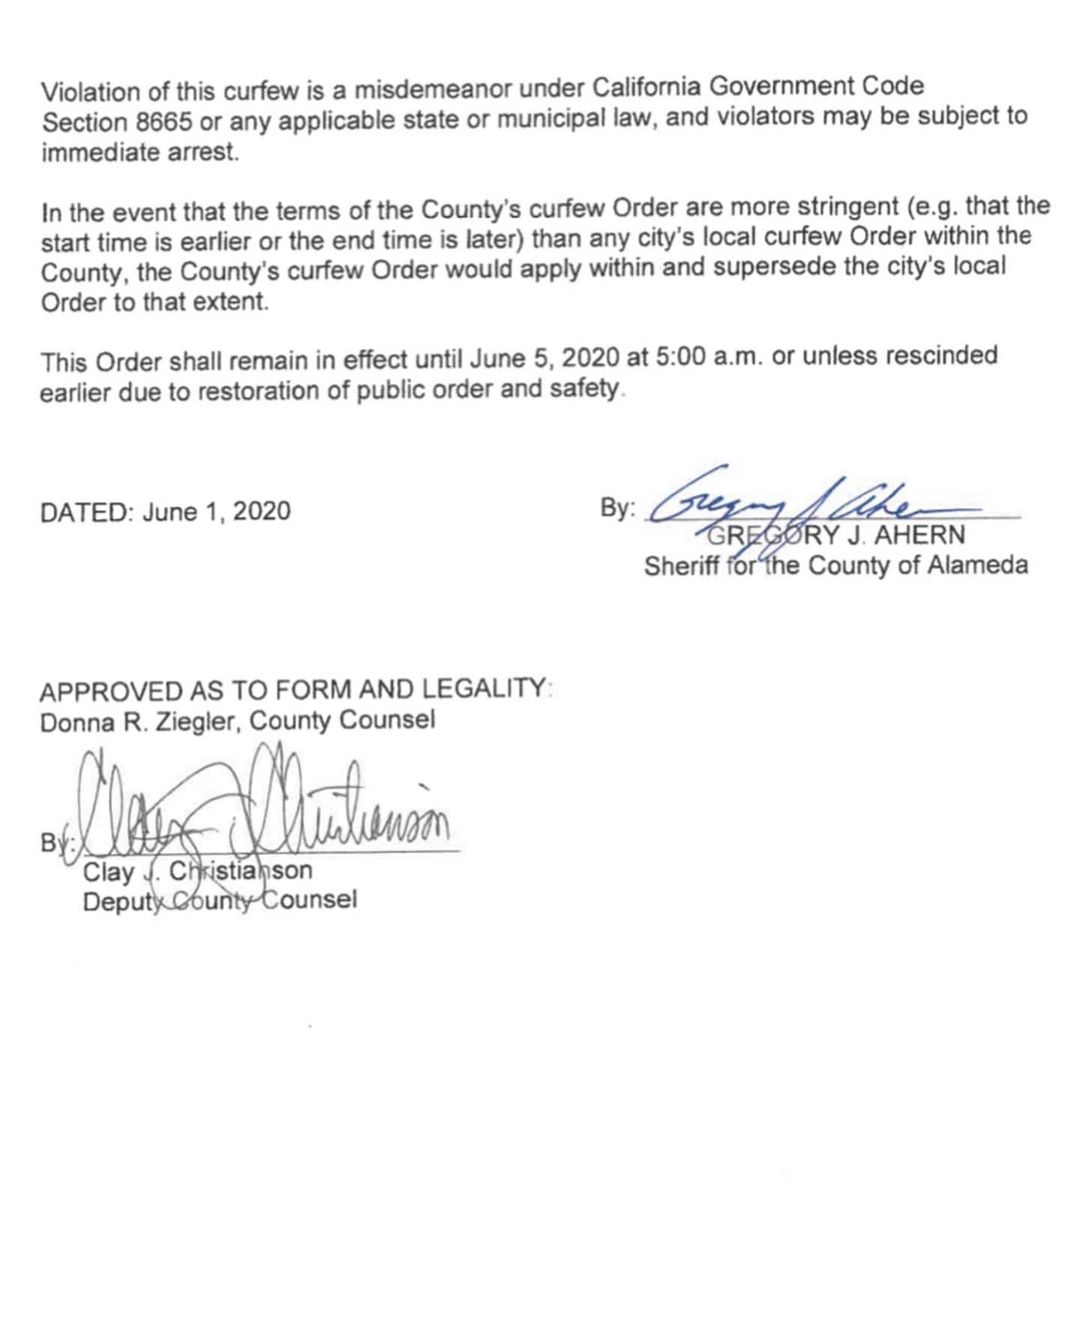 Violation of this curfew is a misdemeanor under California Government Code
Section 8665 or any applicable state or municipal law, and violators may be subject to
immediate arrest.
In the event that the terms of the County's curfew Order are more stringent (e.g. that the
start time is earlier or the end time is later) than any city's local curfew Order within the
County, the County's curfew Order would apply within and supersede the city's local
Order to that extent.
This Order shall remain in effect until June 5, 2020 at 5:00 a.m. or unless rescinded
earlier due to restoration of public order and safety.
DATED: June 1, 2020
By: Gregory J Ahern
GREGORY J. AHERN
Sheriff for the County of Alameda
APPROVED AS TO FORM AND LEGALITY:
Donna R. Ziegler, County Counsel
By: Clay J Christianson
Clay J. Christianson
Deputy County Counsel